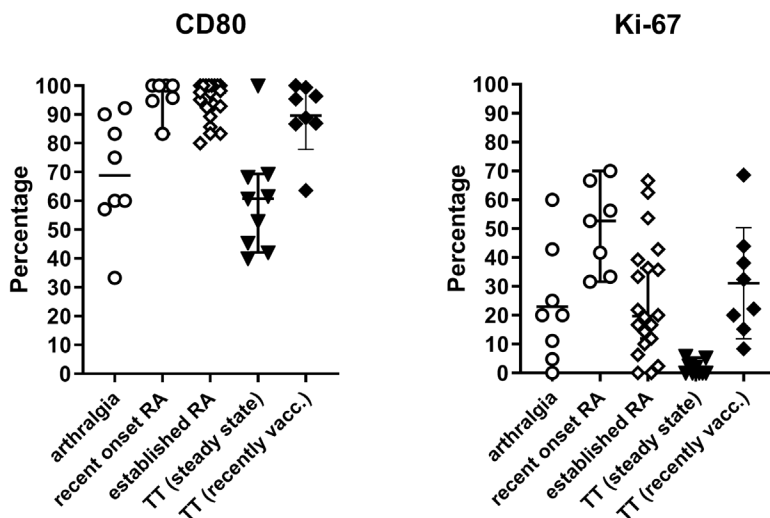 CD80
Percentage
100
90
80
70
60
50
40
30
20
10
0
arthralgia
recent onset RA
established RA
TT (steady state)
TT (recently vacc.)
Ki-67
Percentage
100
90
80
70
60
50
40
30
20
10
0
arthralgia
recent onset RA
established RA
TT (steady state)
TT (recently vacc.)